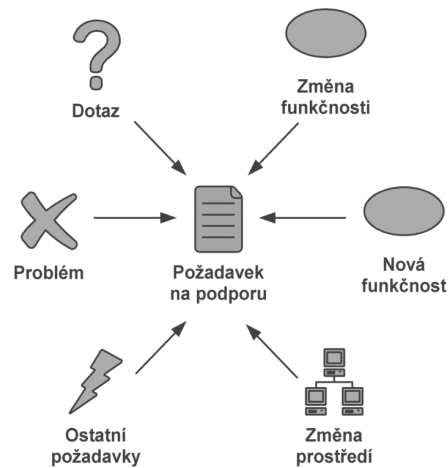 Dotaz
Změna
funkčnosti
Problém
Požadavek
na podporu
Nová
funkčnost
Ostatní
požadavky
Změna
prostředí